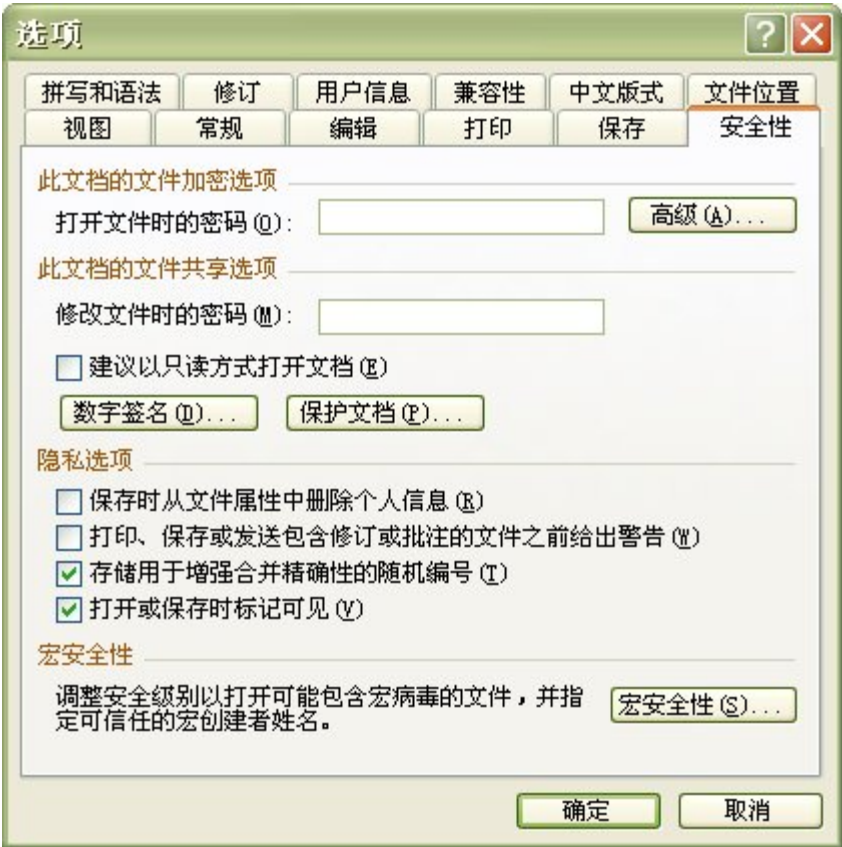 选项
拼写和语法 修订 用户信息 兼容性 中文版式 文件位置
视图 常规 编辑 打印 保存 安全性
此文档的文件加密选项
打开文件时的密码(O): 高级(A)...
此文档的文件共享选项
修改文件时的密码(M):
建议以只读方式打开文档(E)
数字签名(D)... 保护文档(P)...
隐私选项
保存时从文件属性中删除个人信息(R)
打印、保存或发送包含修订或批注的文件之前给出警告(W)
存储用于增强合并精确性的随机编号(T)
打开或保存时标记可见(V)
宏安全性
调整安全级别以打开可能包含宏病毒的文件，并指
定可信任的宏创建者姓名。 宏安全性(S)...
确定 取消